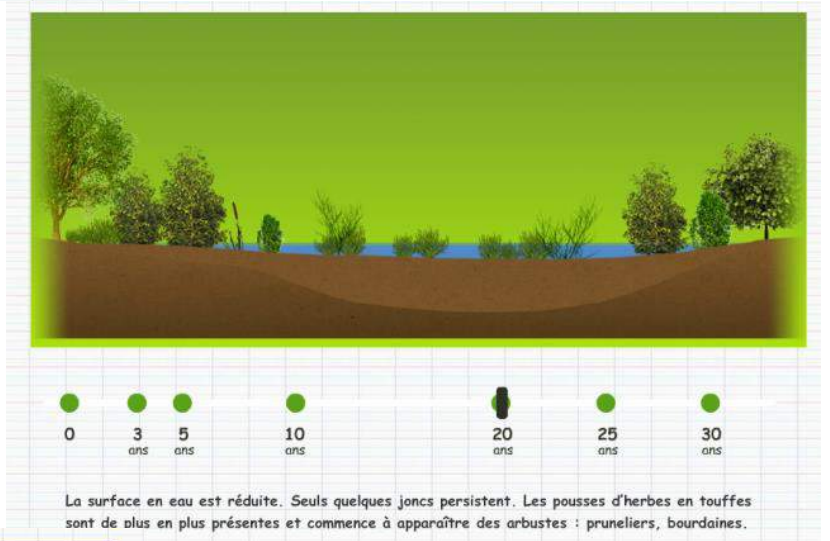 0 3 5 10 20 25 30
ans ans ans ans ans ans
La surface en eau est réduite. Seuls quelques joncs persistent. Les pousses d'herbes en touffes
sont de plus en plus présentes et commence à apparaître des arbustes : pruneliers, bourdaines.